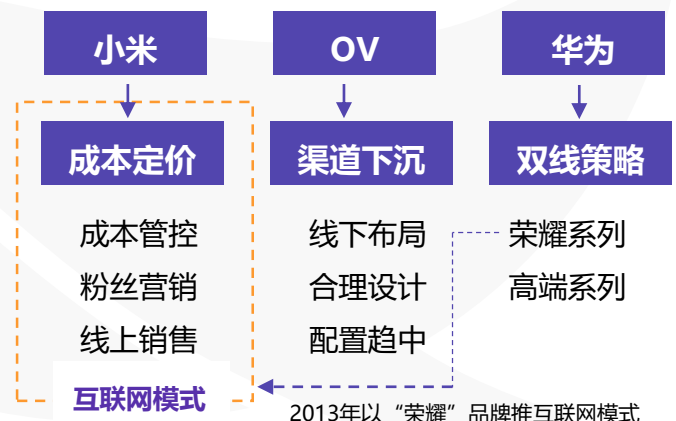 小米
OV
华为
成本定价
渠道下沉
双线策略
成本管控
线下布局
荣耀系列
粉丝营销
合理设计
高端系列
线上销售
配置趋中
互联网模式
2013年以“荣耀”品牌推互联网模式